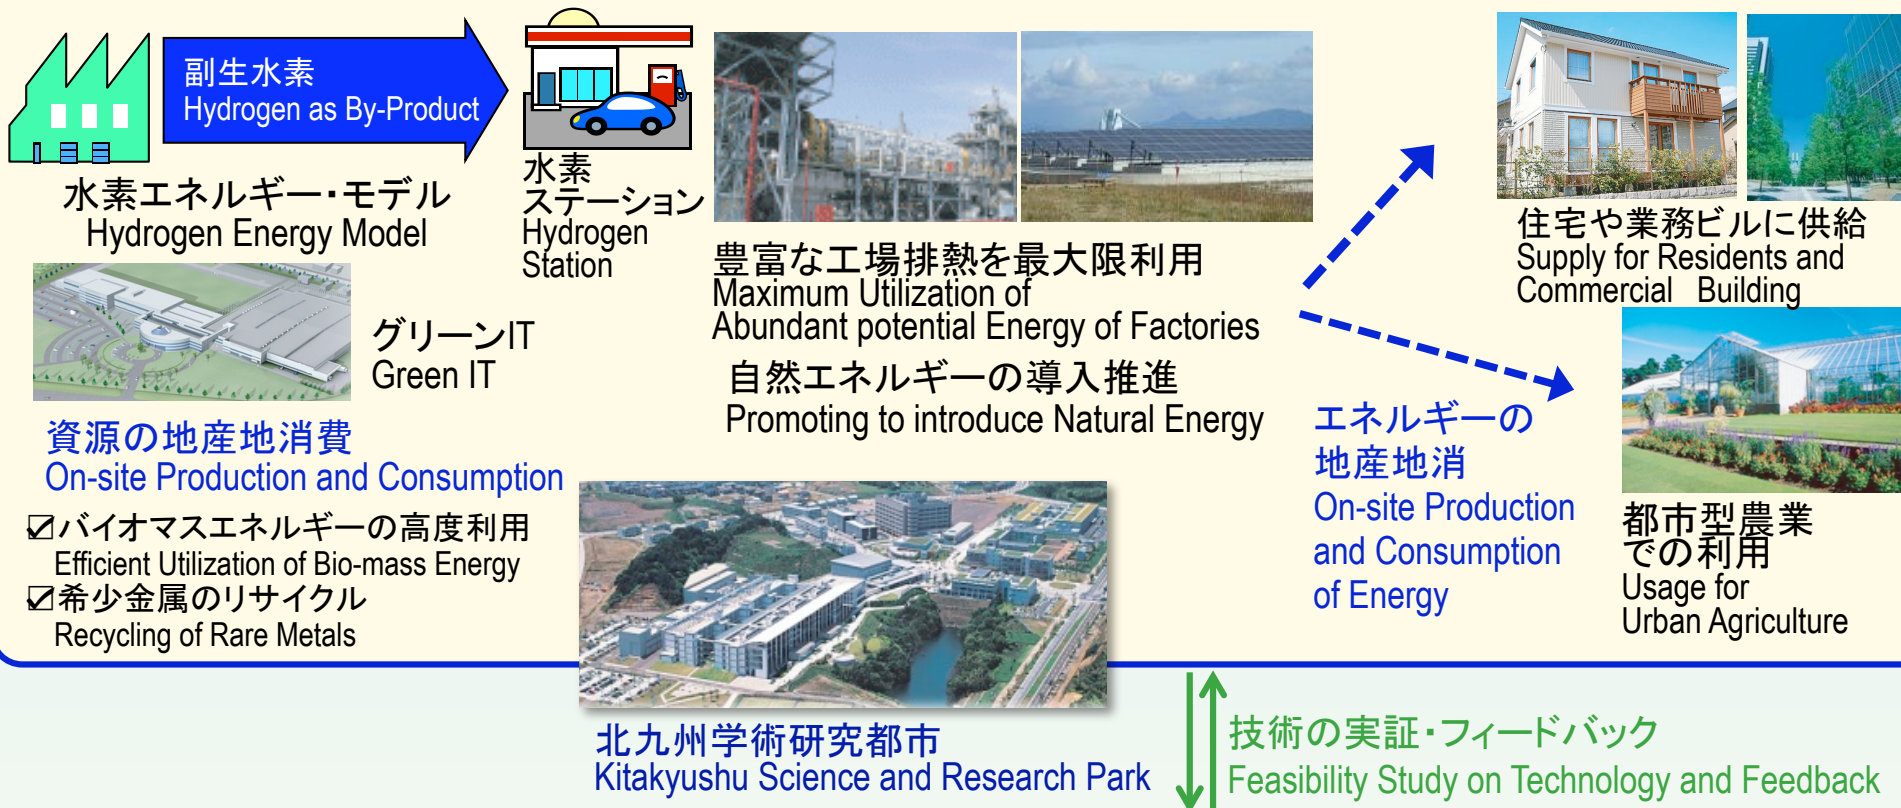 副生水素
Hydrogen as By-Product
水素エネルギー・モデル
Hydrogen Energy Model
水素
ステーション
Hydrogen
Station
グリーンIT
Green IT
資源の地産地消費
On-site Production and Consumption
☑バイオマスエネルギーの高度利用
Efficient Utilization of Bio-mass Energy
☑希少金属のリサイクル
Recycling of Rare Metals
豊富な工場排熱を最大限利用
Maximum Utilization of
Abundant potential Energy of Factories
自然エネルギーの導入推進
Promoting to introduce Natural Energy
住宅や業務ビルに供給
Supply for Residents and
Commercial Building
エネルギーの
地産地消
On-site Production
and Consumption
of Energy
都市型農業
での利用
Usage for
Urban Agriculture
北九州学術研究都市
Kitakyushu Science and Research Park
技術の実証・フィードバック
Feasibility Study on Technology and Feedback